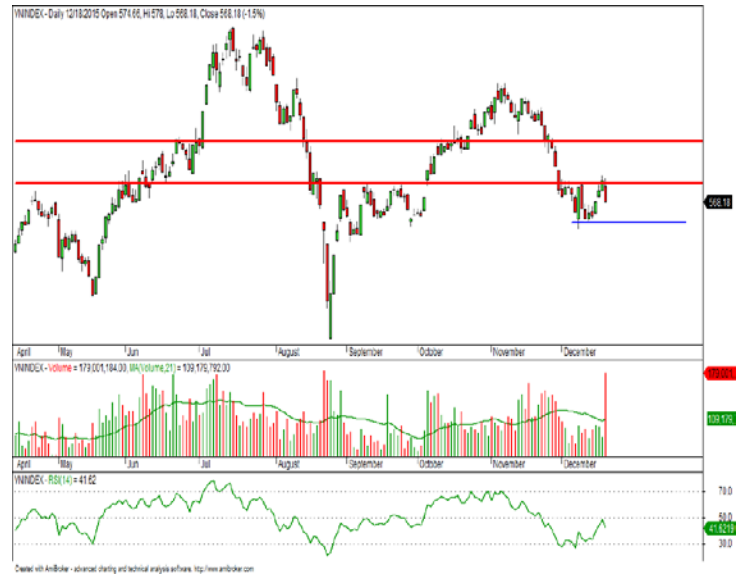 VNINDEX - Daily 12/18/2015 Open 574.66, Hi 578, Lo 568.18, Close 568.18 (-1.5%)
568.18
April May Jun Jul August September October November December
VNINDEX - Volume = 179,001,184.00, MA(Volume,21) = 109,179,792.00
179,001,
109,179,
April May Jun Jul August September October November December
VNINDEX - RSI(14) = 41.62
70.0
50.0
41.6219
30.0
Created with AmiBroker - advanced charting and technical analysis software. http://www.amibroker.com